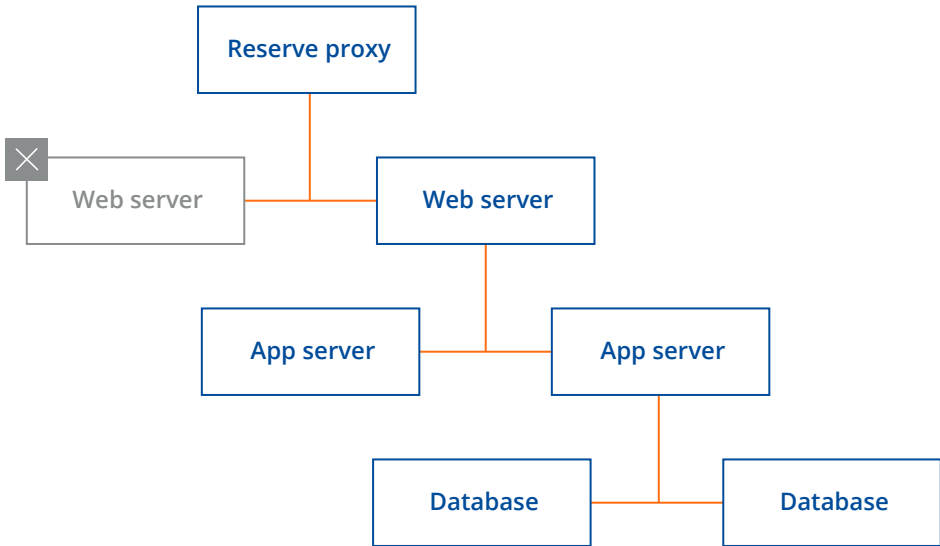 Reserve proxy
Web server
Web server
App server
App server
Database
Database